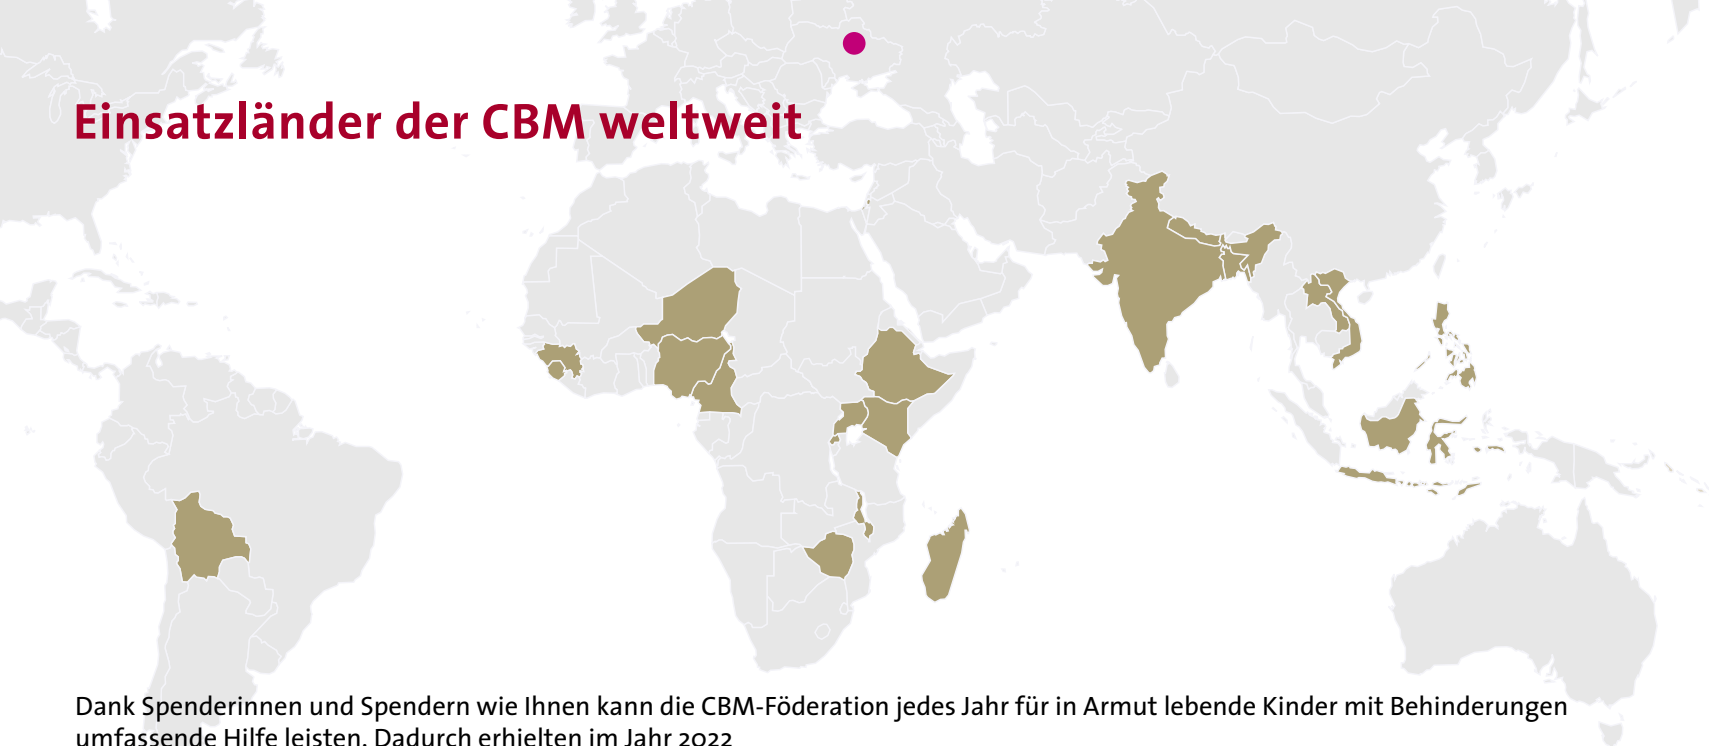 Einsatzländer der CBM weltweit
Dank Spenderinnen und Spendern wie Ihnen kann die CBM-Föderation jedes Jahr für in Armut lebende Kinder mit Behinderungen
umfassende Hilfe leisten. Dadurch erhielten im Jahr 2022